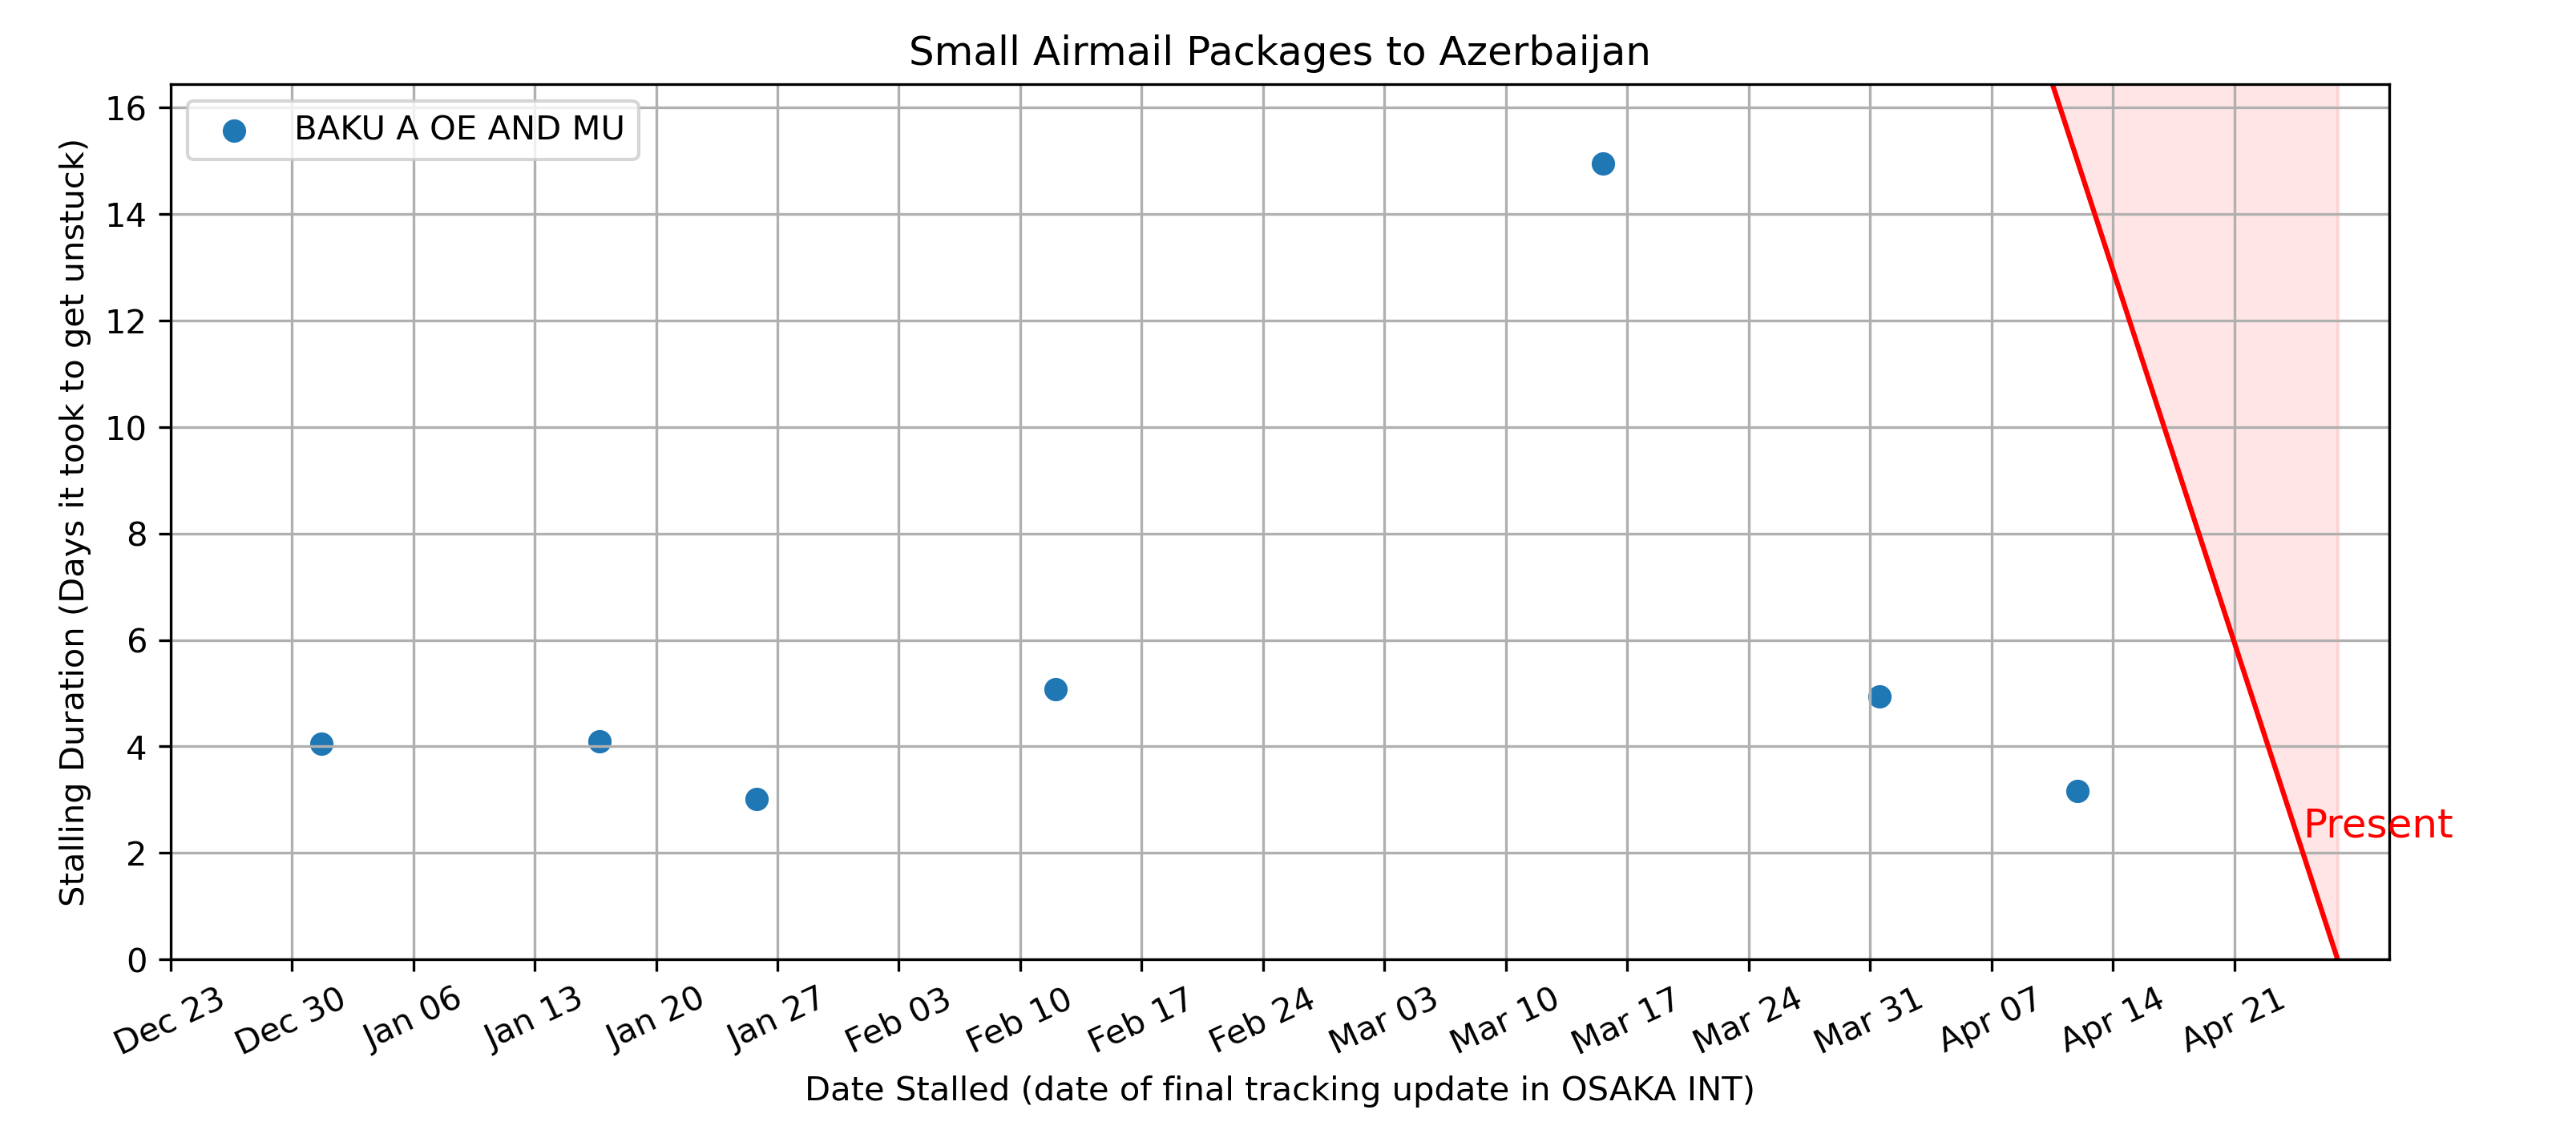 Small Airmail Packages to Azerbaijan
BAKU A OE AND MU
Stalling Duration (Days it took to get unstuck)
16
14
12
10
8
6
4
2
0
Present
Dec 23
Dec 30
Jan 06
Jan 13
Jan 20
Jan 27
Feb 03
Feb 10
Feb 17
Feb 24
Mar 03
Mar 10
Mar 17
Mar 24
Mar 31
Apr 07
Apr 14
Apr 21
Date Stalled (date of final tracking update in OSAKA INT)